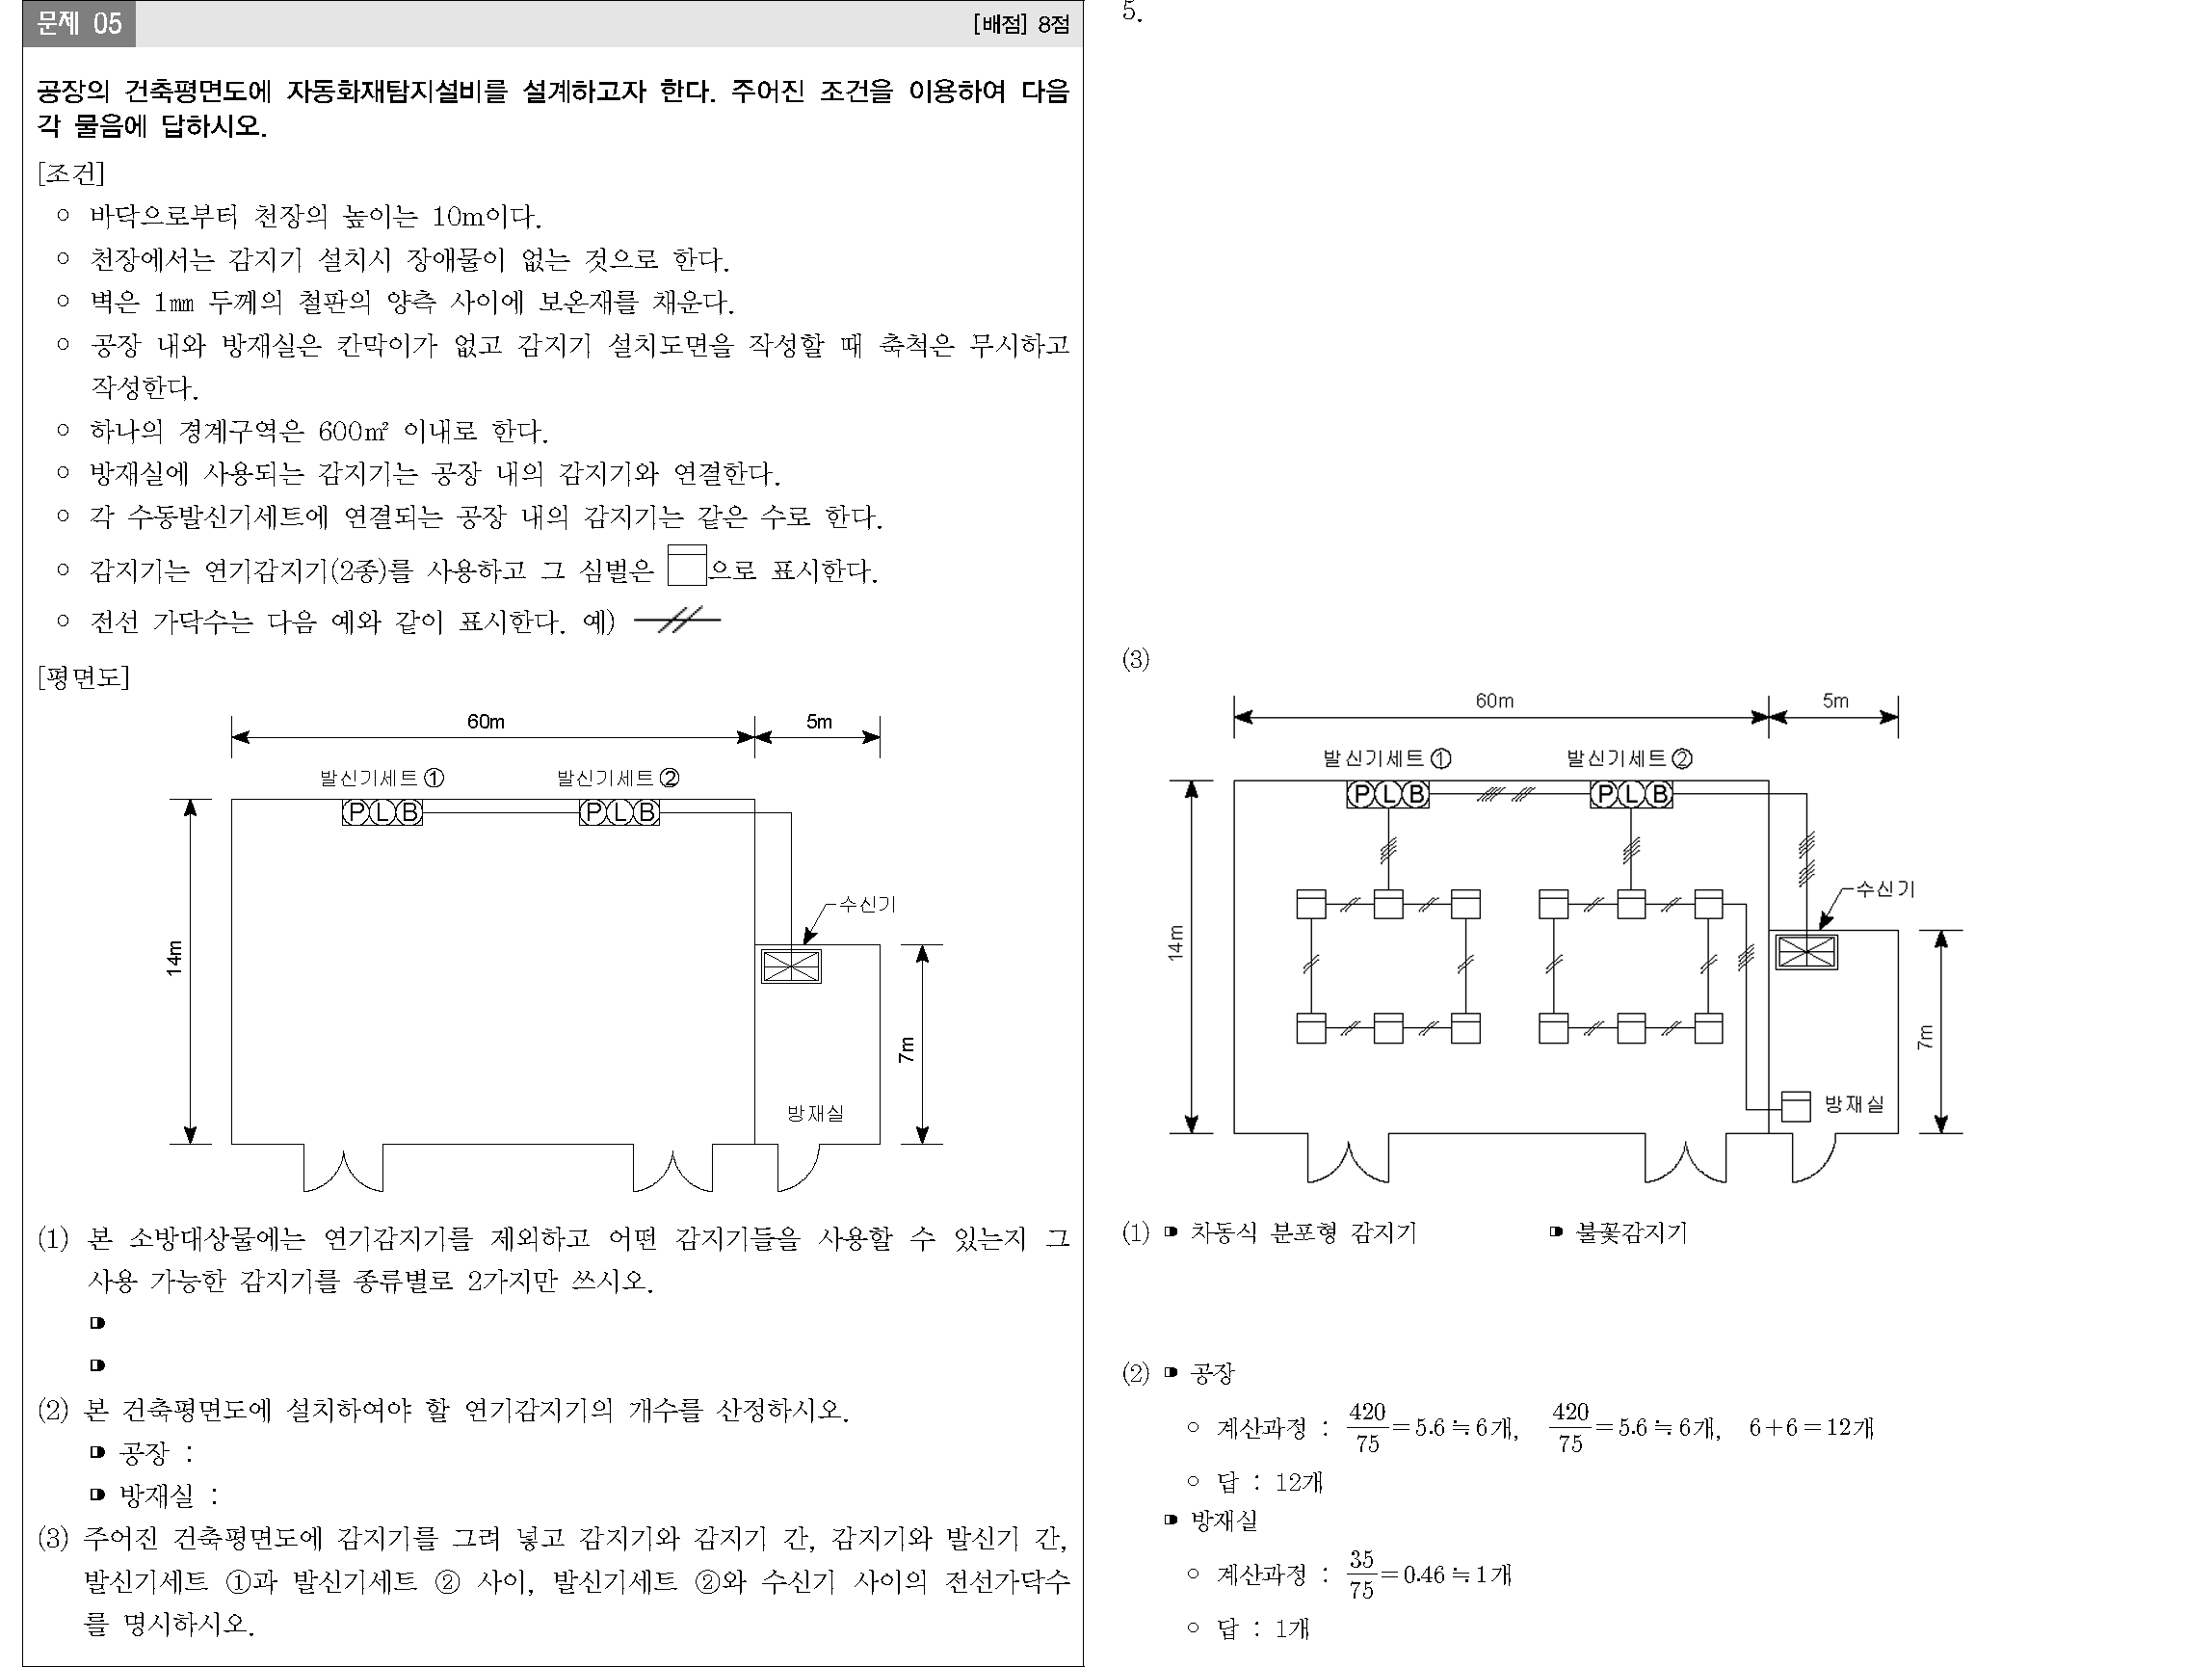 문제 05
[배점] 8점
공장의 건축평면도에 자동화재탐지설비를 설계하고자 한다. 주어진 조건을 이용하여 다음
각 물음에 답하시오.
[조건]
○ 바닥으로부터 천장의 높이는 10m이다.
○ 천장에서는 감지기 설치시 장애물이 없는 것으로 한다.
○ 벽은 1㎜ 두께의 철판의 양측 사이에 보온재를 채운다.
○ 공장 내와 방재실은 칸막이가 없고 감지기 설치도면을 작성할 때 축척은 무시하고
작성한다.
○ 하나의 경계구역은 600㎡ 이내로 한다.
○ 방재실에 사용되는 감지기는 공장 내의 감지기와 연결한다.
○ 각 수동발신기세트에 연결되는 공장 내의 감지기는 같은 수로 한다.
○ 감지기는 연기감지기(2종)를 사용하고 그 심벌은 으로 표시한다.
○ 전선 가닥수는 다음 예와 같이 표시한다. 예)
[평면도]
60m
5m
발신기세트 ①
발신기세트 ②
PLB
PLB
수신기
14m
7m
방재실
(1) 본 소방대상물에는 연기감지기를 제외하고 어떤 감지기들을 사용할 수 있는지 그
사용 가능한 감지기를 종류별로 2가지만 쓰시오.
(2) 본 건축평면도에 설치하여야 할 연기감지기의 개수를 산정하시오.
공장 :
방재실 :
(3) 주어진 건축평면도에 감지기를 그려 넣고 감지기와 감지기 간, 감지기와 발신기 간,
발신기세트 ①과 발신기세트 ② 사이, 발신기세트 ②와 수신기 사이의 전선가닥수
를 명시하시오.
5.
(3)
60m
5m
발신기세트 ①
발신기세트 ②
PLB
PLB
수신기
14m
7m
방재실
(1) 차동식 분포형 감지기 불꽃감지기
(2) 공장
○ 계산과정 : 420/75=5.6≒6개, 420/75=5.6≒6개, 6+6=12개
○ 답 : 12개
방재실
○ 계산과정 : 35/75=0.46≒1개
○ 답 : 1개